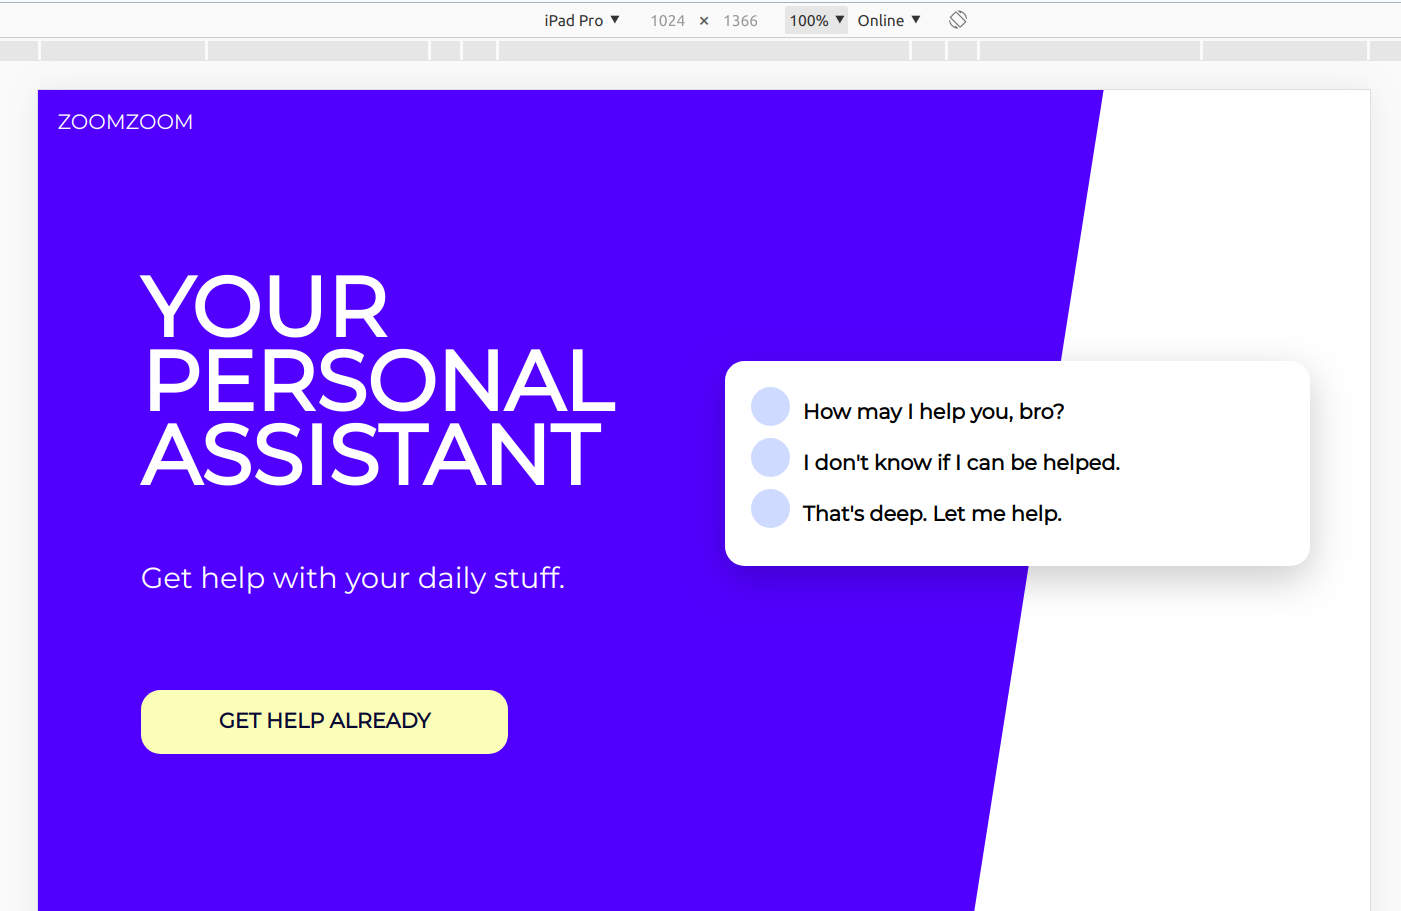 iPad Pro ▼ 1024 × 1366 100% ▼ Online ▼
ZOOMZOOM
YOUR
PERSONAL
ASSISTANT
Get help with your daily stuff.
GET HELP ALREADY
How may I help you, bro?
I don't know if I can be helped.
That's deep. Let me help.